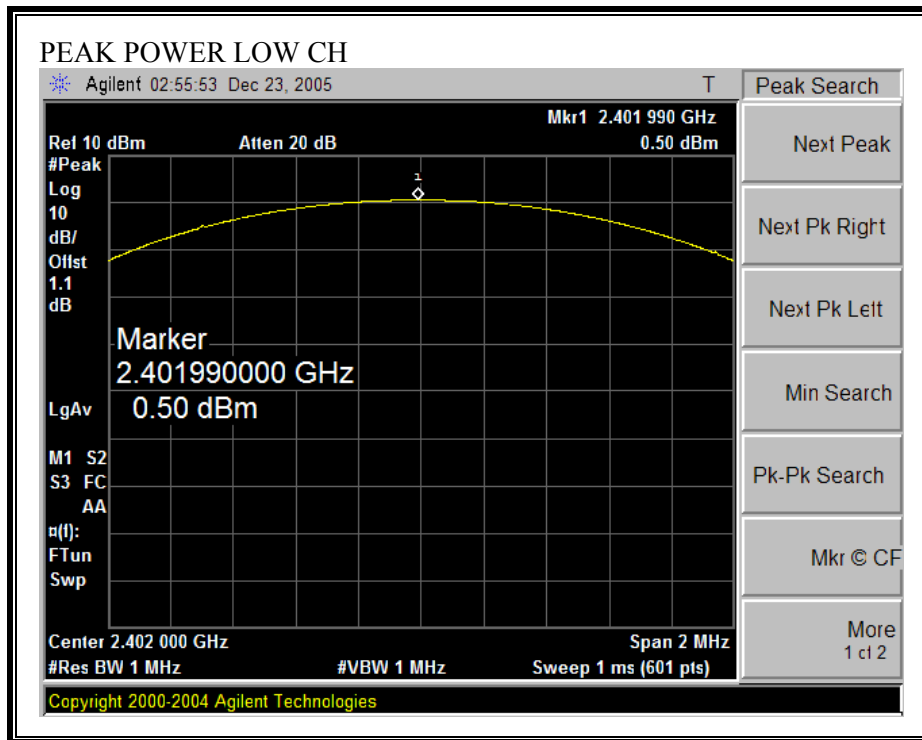 PEAK POWER LOW CH
Agilent 02:55:53 Dec 23, 2005 T
Peak Search
Mkr1 2.401 990 GHz
Ref 10 dBm Atten 20 dB 0.50 dBm
#Peak
Log
10
dB/
Offst
1.1
dB
1
Marker
2.401990000 GHz
0.50 dBm
LgAv
M1 S2
S3 FC
AA
¤(f):
FTun
Swp
Center 2.402 000 GHz Span 2 MHz
#Res BW 1 MHz #VBW 1 MHz Sweep 1 ms (601 pts)
Copyright 2000-2004 Agilent Technologies
Next Peak
Next Pk Right
Next Pk Left
Min Search
Pk-Pk Search
Mkr © CF
More
1 of 2